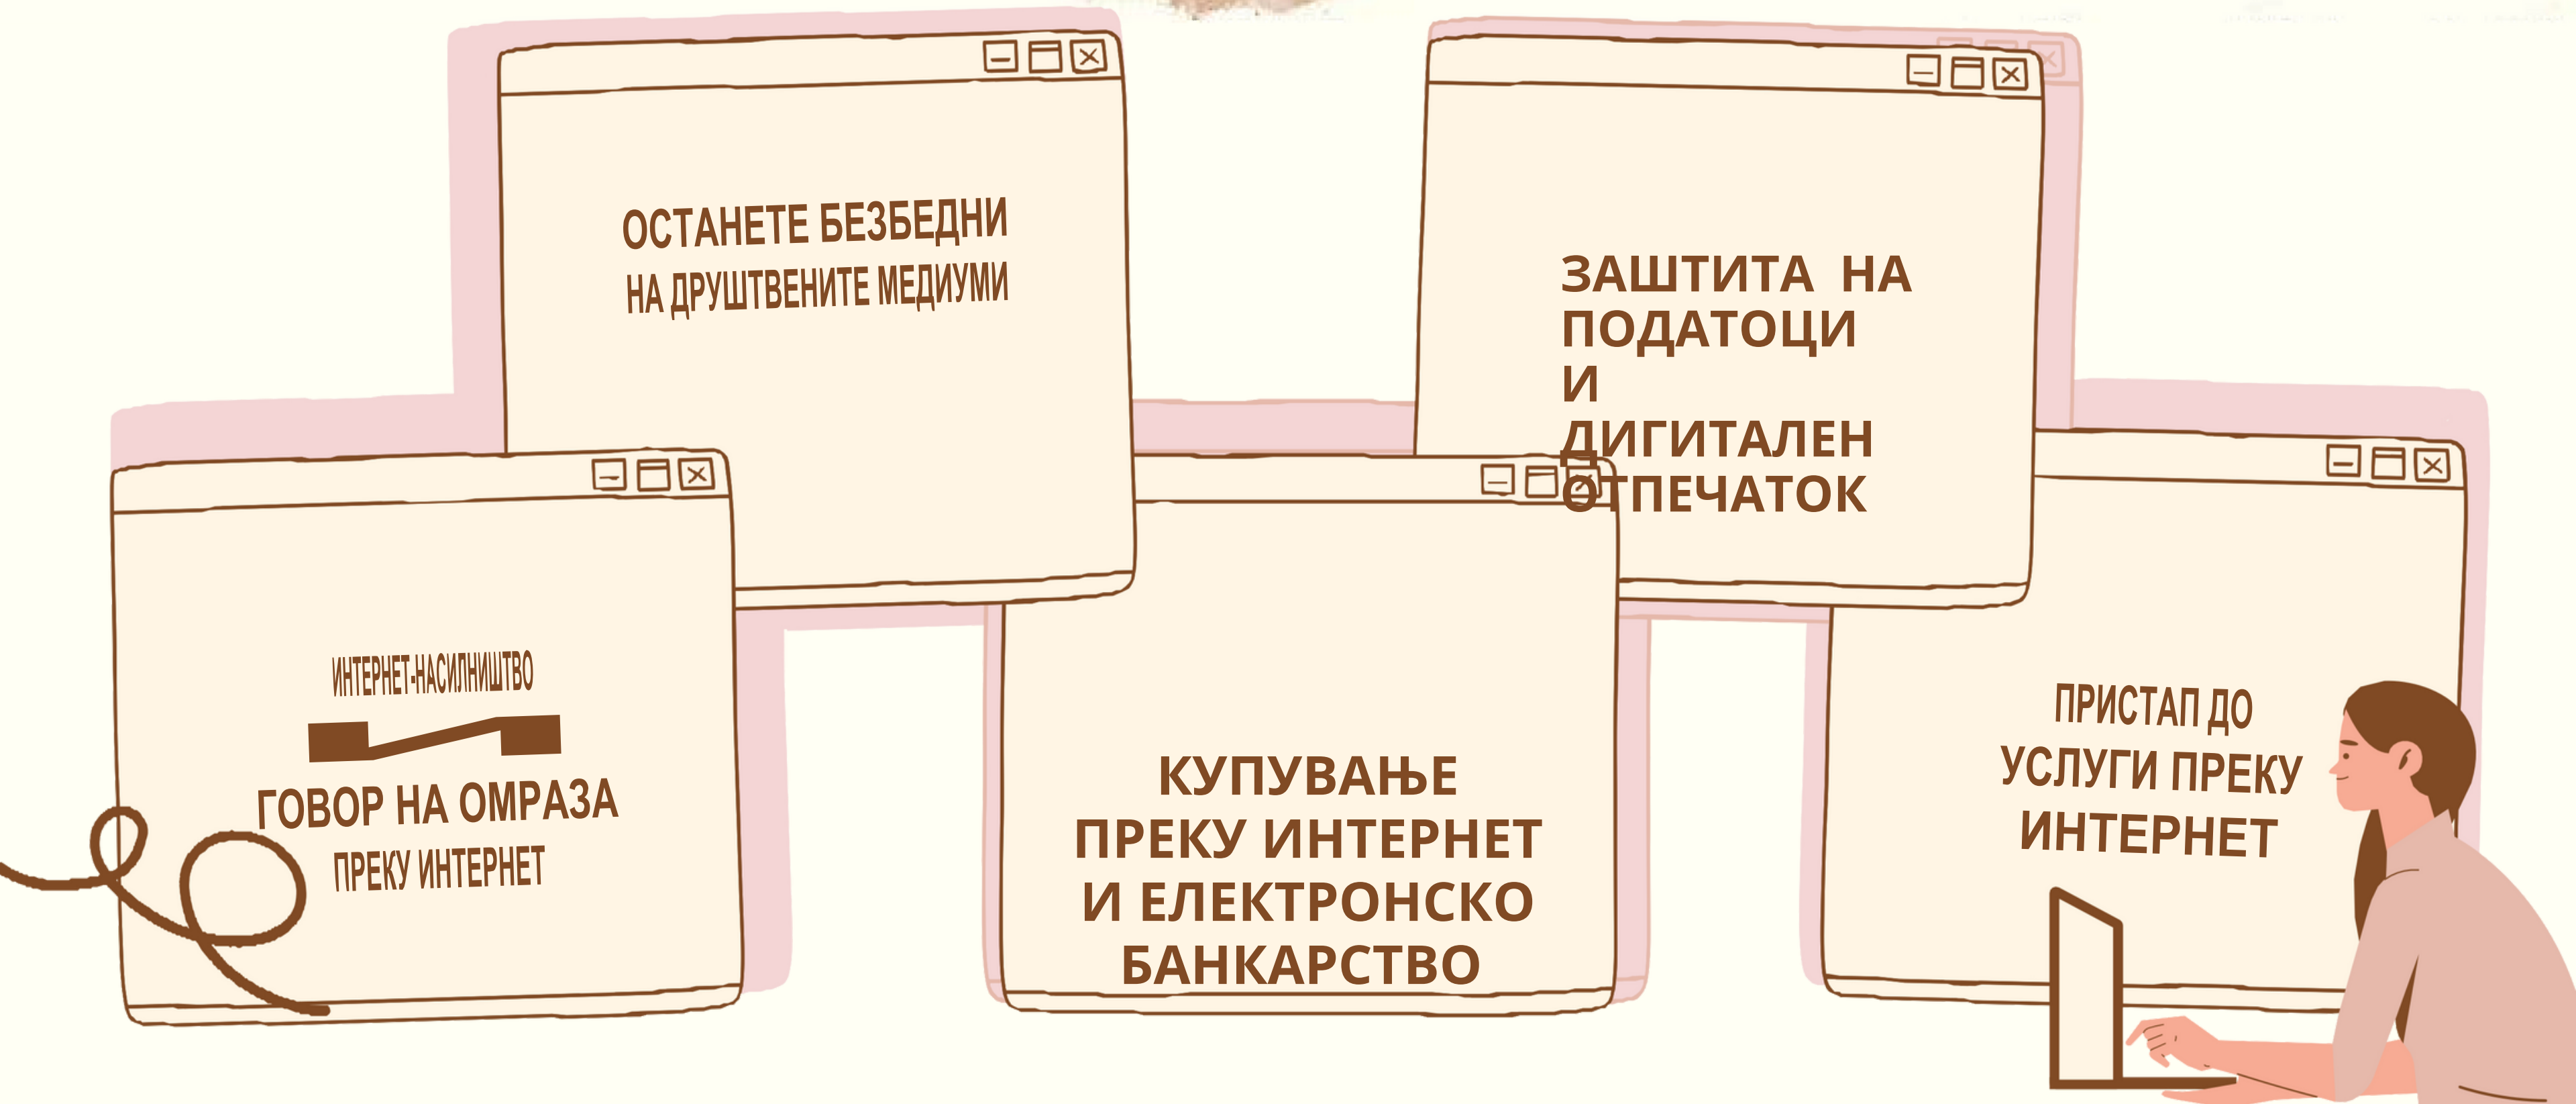 ОСТАНЕТЕ БЕЗБЕДНИ
НА ДРУШТВЕНИТЕ МЕДИУМИ
ЗАШТИТА НА
ПОДАТОЦИ
И
ДИГИТАЛЕН
ОТПЕЧАТОК
ИНТЕРНЕТ-НАСИЛНИШТВО
И
ГОВОР НА ОМРАЗА
ПРЕКУ ИНТЕРНЕТ
КУПУВАЊЕ
ПРЕКУ ИНТЕРНЕТ
И ЕЛЕКТРОНСКО
БАНКАРСТВО
ПРИСТАП ДО
УСЛУГИ ПРЕКУ
ИНТЕРНЕТ